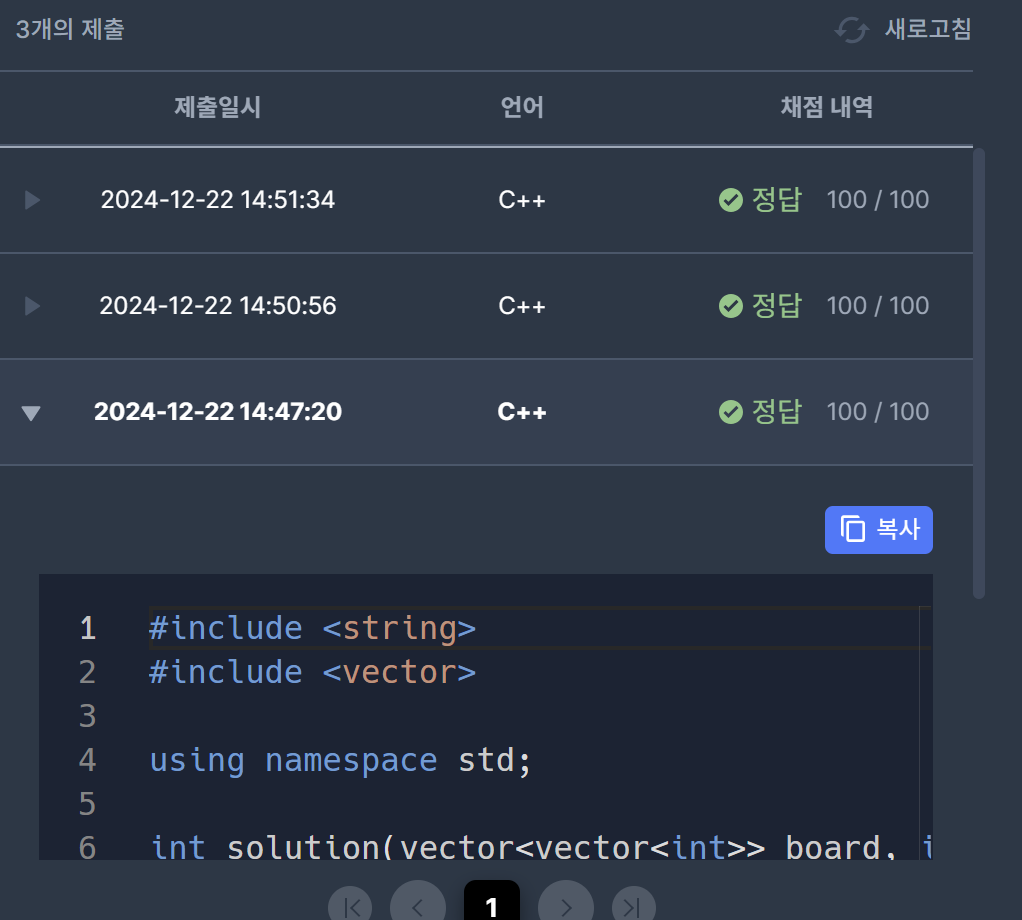 3개의 제출 새로고침
제출일시 언어 채점 내역
2024-12-22 14:51:34 C++ 정답 100 / 100
2024-12-22 14:50:56 C++ 정답 100 / 100
2024-12-22 14:47:20 C++ 정답 100 / 100
복사
1 #include <string>
2 #include <vector>
3
4 using namespace std;
5
6 int solution(vector<vector<int>> board, i
1